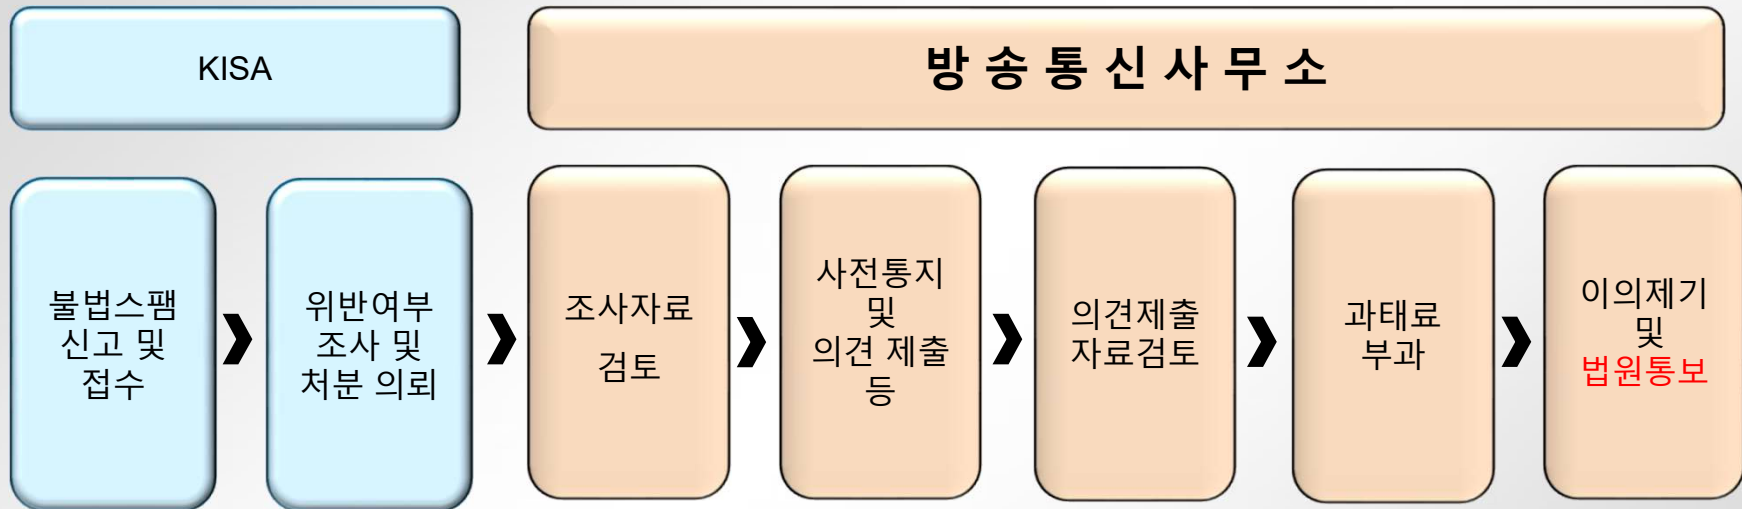 KISA
방 송 통 신 사 무 소
불법스팸
신고 및
접수
위반여부
조사 및
처분 의뢰
조사자료
검토
사전통지
및
의견 제출
등
의견제출
자료검토
과태료
부과
이의제기
및
법원통보